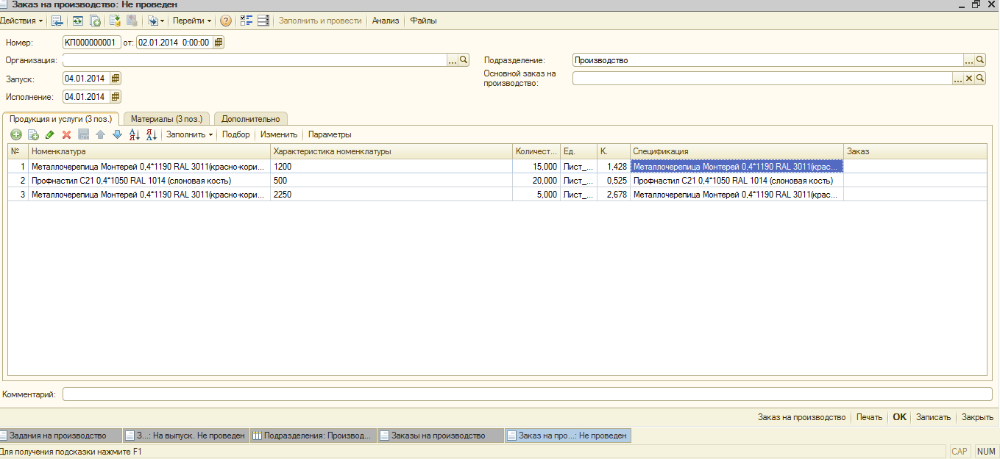 Заказ на производство: Не проведен
Действия Перейти Заполнить и провести Анализ Файлы
Номер: КП000000001 от: 02.01.2014 0:00:00
Организация: Подразделение: Производство
Запуск: 04.01.2014 Основной заказ на производство:
Исполнение: 04.01.2014
Продукция и услуги (3 поз.) Материалы (3 поз.) Дополнительно
Заполнить Подбор Изменить Параметры
№ Номенклатура Характеристика номенклатуры Количест... Ед. К. Спецификация Заказ
1 Металлочерепица Монтерей 0,4*1190 RAL 3011(красно-кори... 1200 15,000 Лист_... 1,428 Металлочерепица Монтерей 0,4*1190 RAL 3011(крас...
2 Профнастил С21 0,4*1050 RAL 1014 (слоновая кость) 500 20,000 Лист_... 0,525 Профнастил С21 0,4*1050 RAL 1014 (слоновая кость)
3 Металлочерепица Монтерей 0,4*1190 RAL 3011(красно-кори... 2250 5,000 Лист_... 2,678 Металлочерепица Монтерей 0,4*1190 RAL 3011(крас...
Комментарий:
Заказ на производство Печать OK Записать Закрыть
Задания на производство З...: На выпуск. Не проведен Подразделения: Производ... Заказы на производство Заказ на про...: Не проведен
Для получения подсказки нажмите F1 CAP NUM